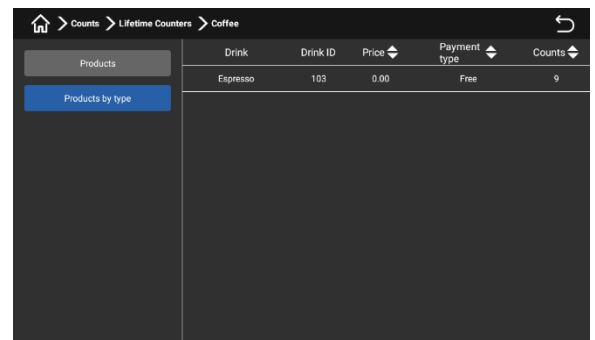 Counts Lifetime Counters Coffee
Products
Products by type
Drink Drink ID Price Payment type Counts
Espresso 103 0.00 Free 9